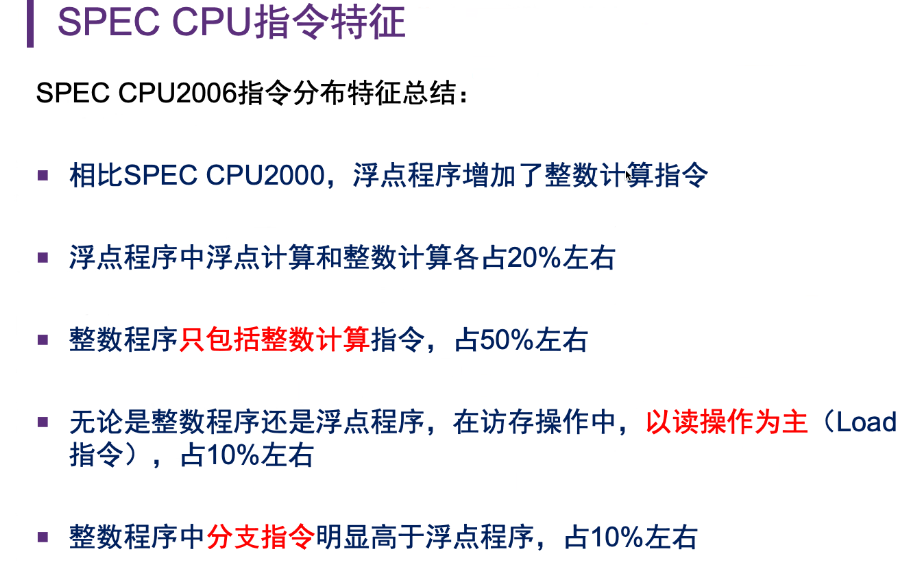 SPEC CPU指令特征
SPEC CPU2006指令分布特征总结：
相比SPEC CPU2000，浮点程序增加了整数计算指令
浮点程序中浮点计算和整数计算各占20%左右
整数程序只包括整数计算指令，占50%左右
无论是整数程序还是浮点程序，在访存操作中，以读操作为主（Load
指令），占10%左右
整数程序中分支指令明显高于浮点程序，占10%左右